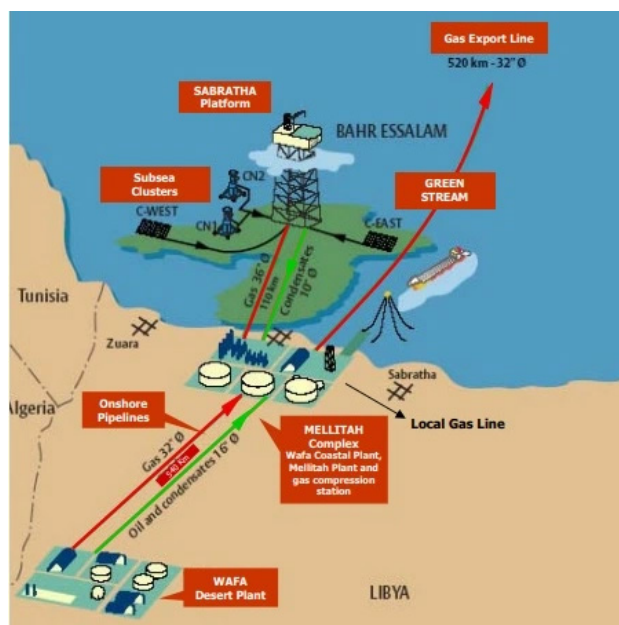 Gas Export Line
520 km - 32" Ø
SABRATHA
Platform
BAHR ESSALAM
Subsea
Clusters
CN2
GREEN
STREAM
C-WEST
CN1
C-EAST
Gas 36" Ø
110 km
Condensates
10" Ø
Tunisia
Zuara
Sabratha
Algeria
Onshore
Pipelines
Local Gas Line
Gas 32" Ø
540 Km
Oil and condensates 16" Ø
MELLITAH
Complex
Wafa Coastal Plant,
Mellitah Plant and
gas compression
station
WAFA
Desert Plant
LIBYA